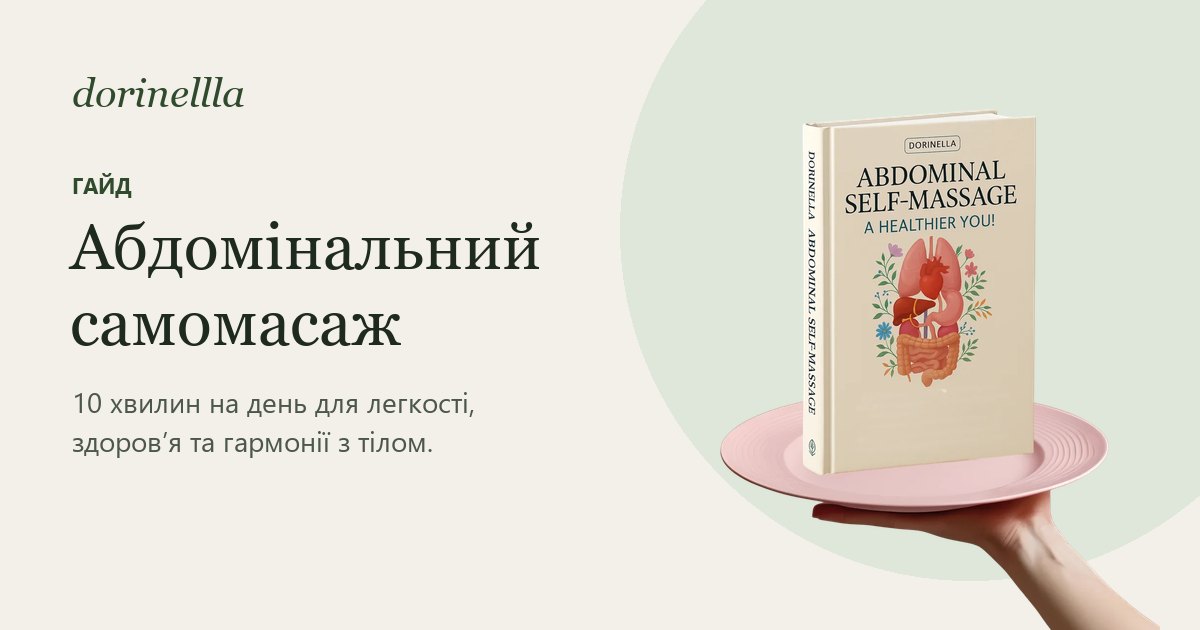 dorinellla
ГАЙД
Абдомінальний
самомасаж
10 хвилин на день для легкості,
здоров’я та гармонії з тілом.
DORINELLA
ABDOMINAL
SELF-MASSAGE
A HEALTHIER YOU!
DORINELLA ABDOMINAL SELF-MASSAGE